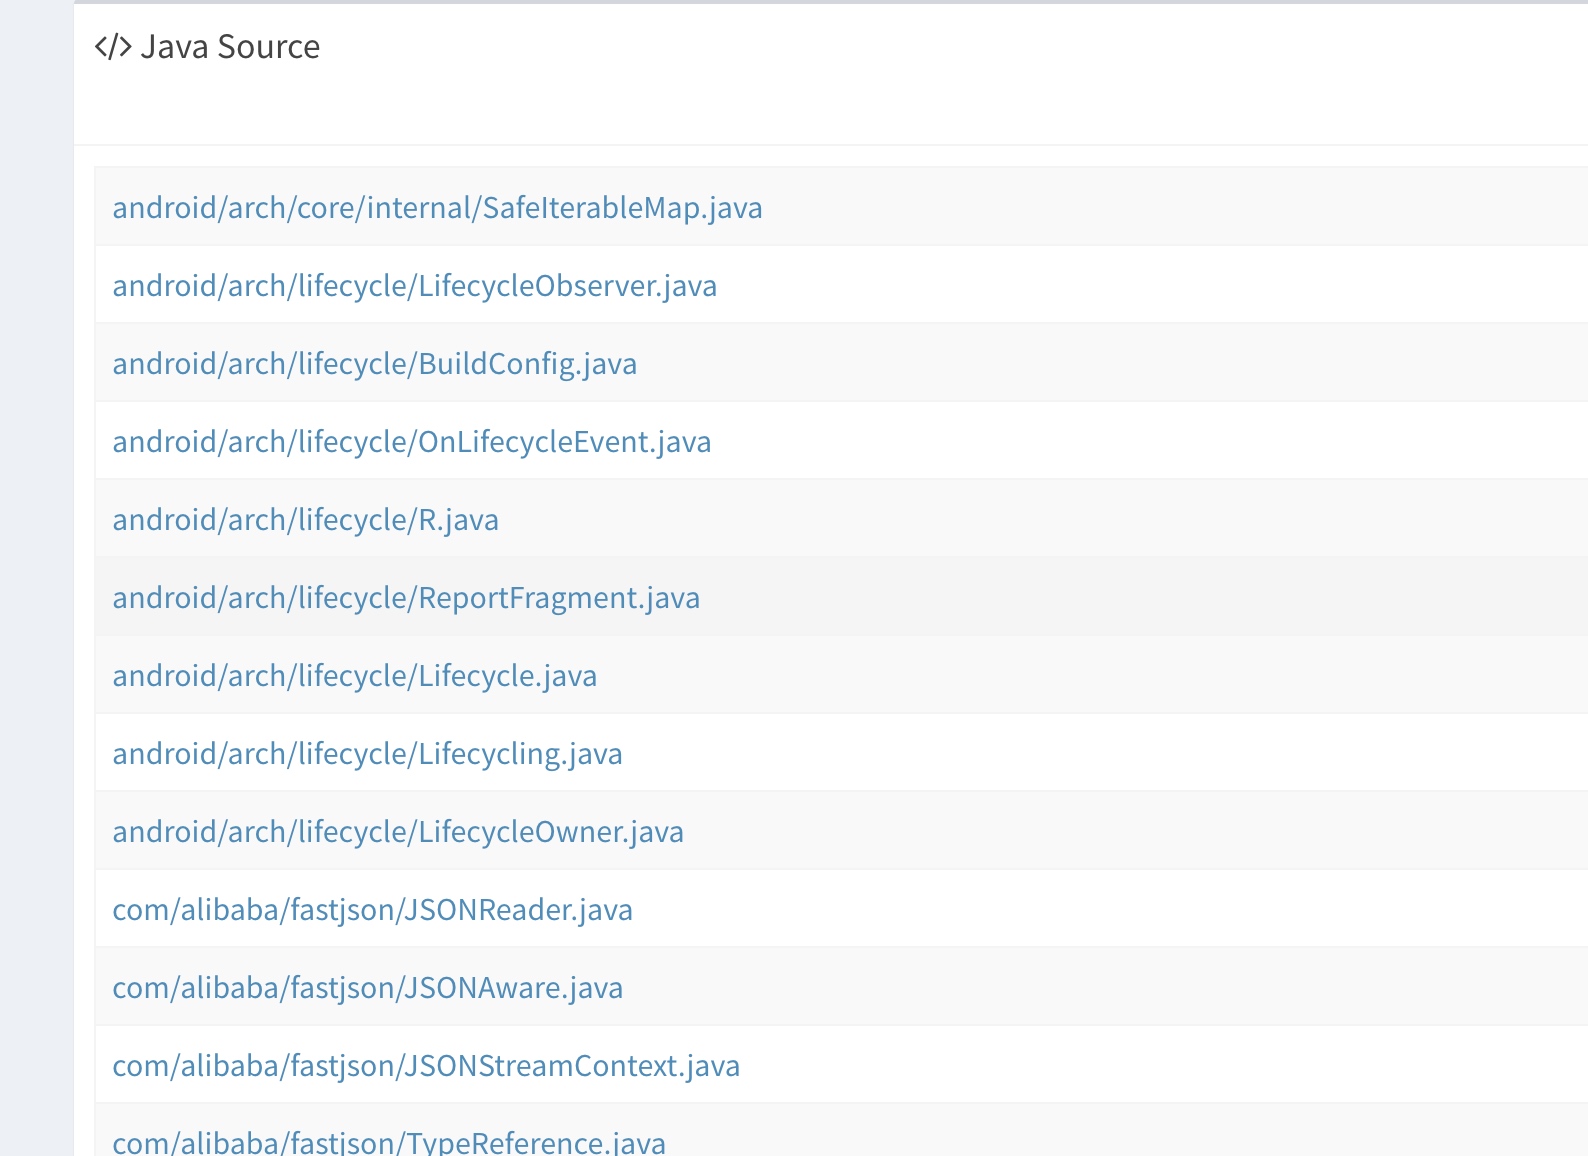 </> Java Source
android/arch/core/internal/SafeIterableMap.java
android/arch/lifecycle/LifecycleObserver.java
android/arch/lifecycle/BuildConfig.java
android/arch/lifecycle/OnLifecycleEvent.java
android/arch/lifecycle/R.java
android/arch/lifecycle/ReportFragment.java
android/arch/lifecycle/Lifecycle.java
android/arch/lifecycle/Lifecycling.java
android/arch/lifecycle/LifecycleOwner.java
com/alibaba/fastjson/JSONReader.java
com/alibaba/fastjson/JSONAware.java
com/alibaba/fastjson/JSONStreamContext.java
com/alibaba/fastjson/TypeReference.java